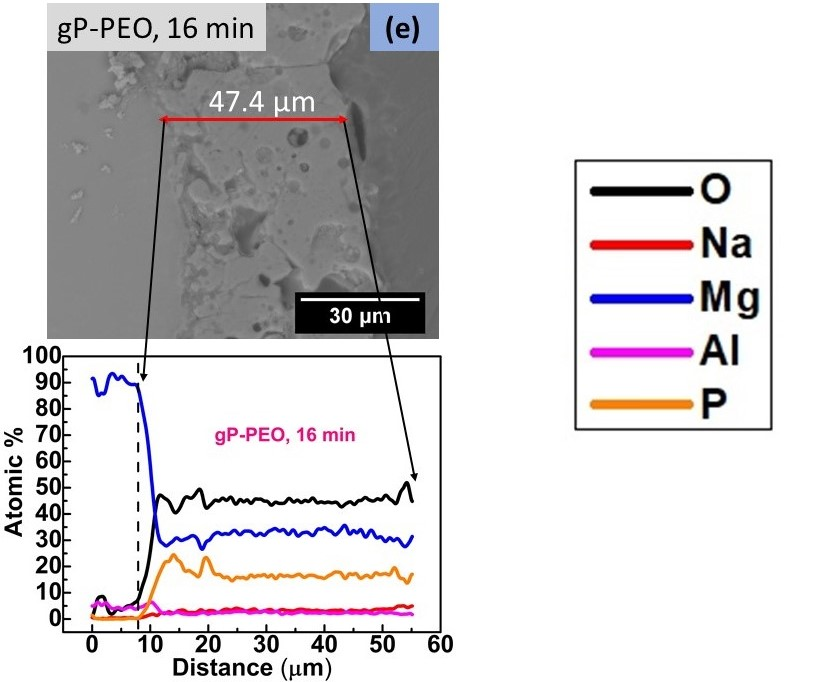 gP-PEO, 16 min
(e)
47.4 µm
30 µm
O
Na
Mg
Al
P
100
90
80
70
60
50
40
30
20
10
0
Atomic %
gP-PEO, 16 min
0 10 20 30 40 50 60
Distance (µm)